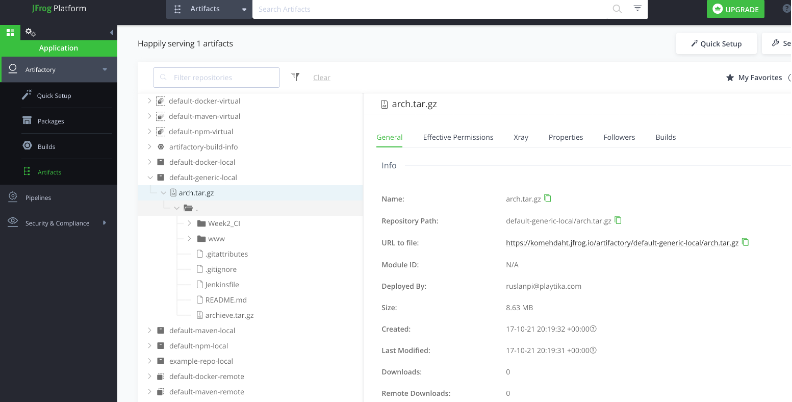 JFrog Platform
Artifacts
Search Artifacts
UPGRADE
Application
Happily serving 1 artifacts
Quick Setup
Se
Artifactory
Filter repositories
Clear
My Favorites
Quick Setup
Packages
Builds
Artifacts
Pipelines
Security & Compliance
default-docker-virtual
default-maven-virtual
default-npm-virtual
artifactory-build-info
default-docker-local
default-generic-local
arch.tar.gz
.
Week2_CI
www
.gitattributes
.gitignore
Jenkinsfile
README.md
archieve.tar.gz
default-maven-local
default-npm-local
example-repo-local
default-docker-remote
default-maven-remote
arch.tar.gz
General Effective Permissions Xray Properties Followers Builds
Info
Name: arch.tar.gz
Repository Path: default-generic-local/arch.tar.gz
URL to file: https://komehdaht.jfrog.io/artifactory/default-generic-local/arch.tar.gz
Module ID: N/A
Deployed By: ruslanpi@playtika.com
Size: 8.63 MB
Created: 17-10-21 20:19:32 +00:00
Last Modified: 17-10-21 20:19:31 +00:00
Downloads: 0
Remote Downloads: 0